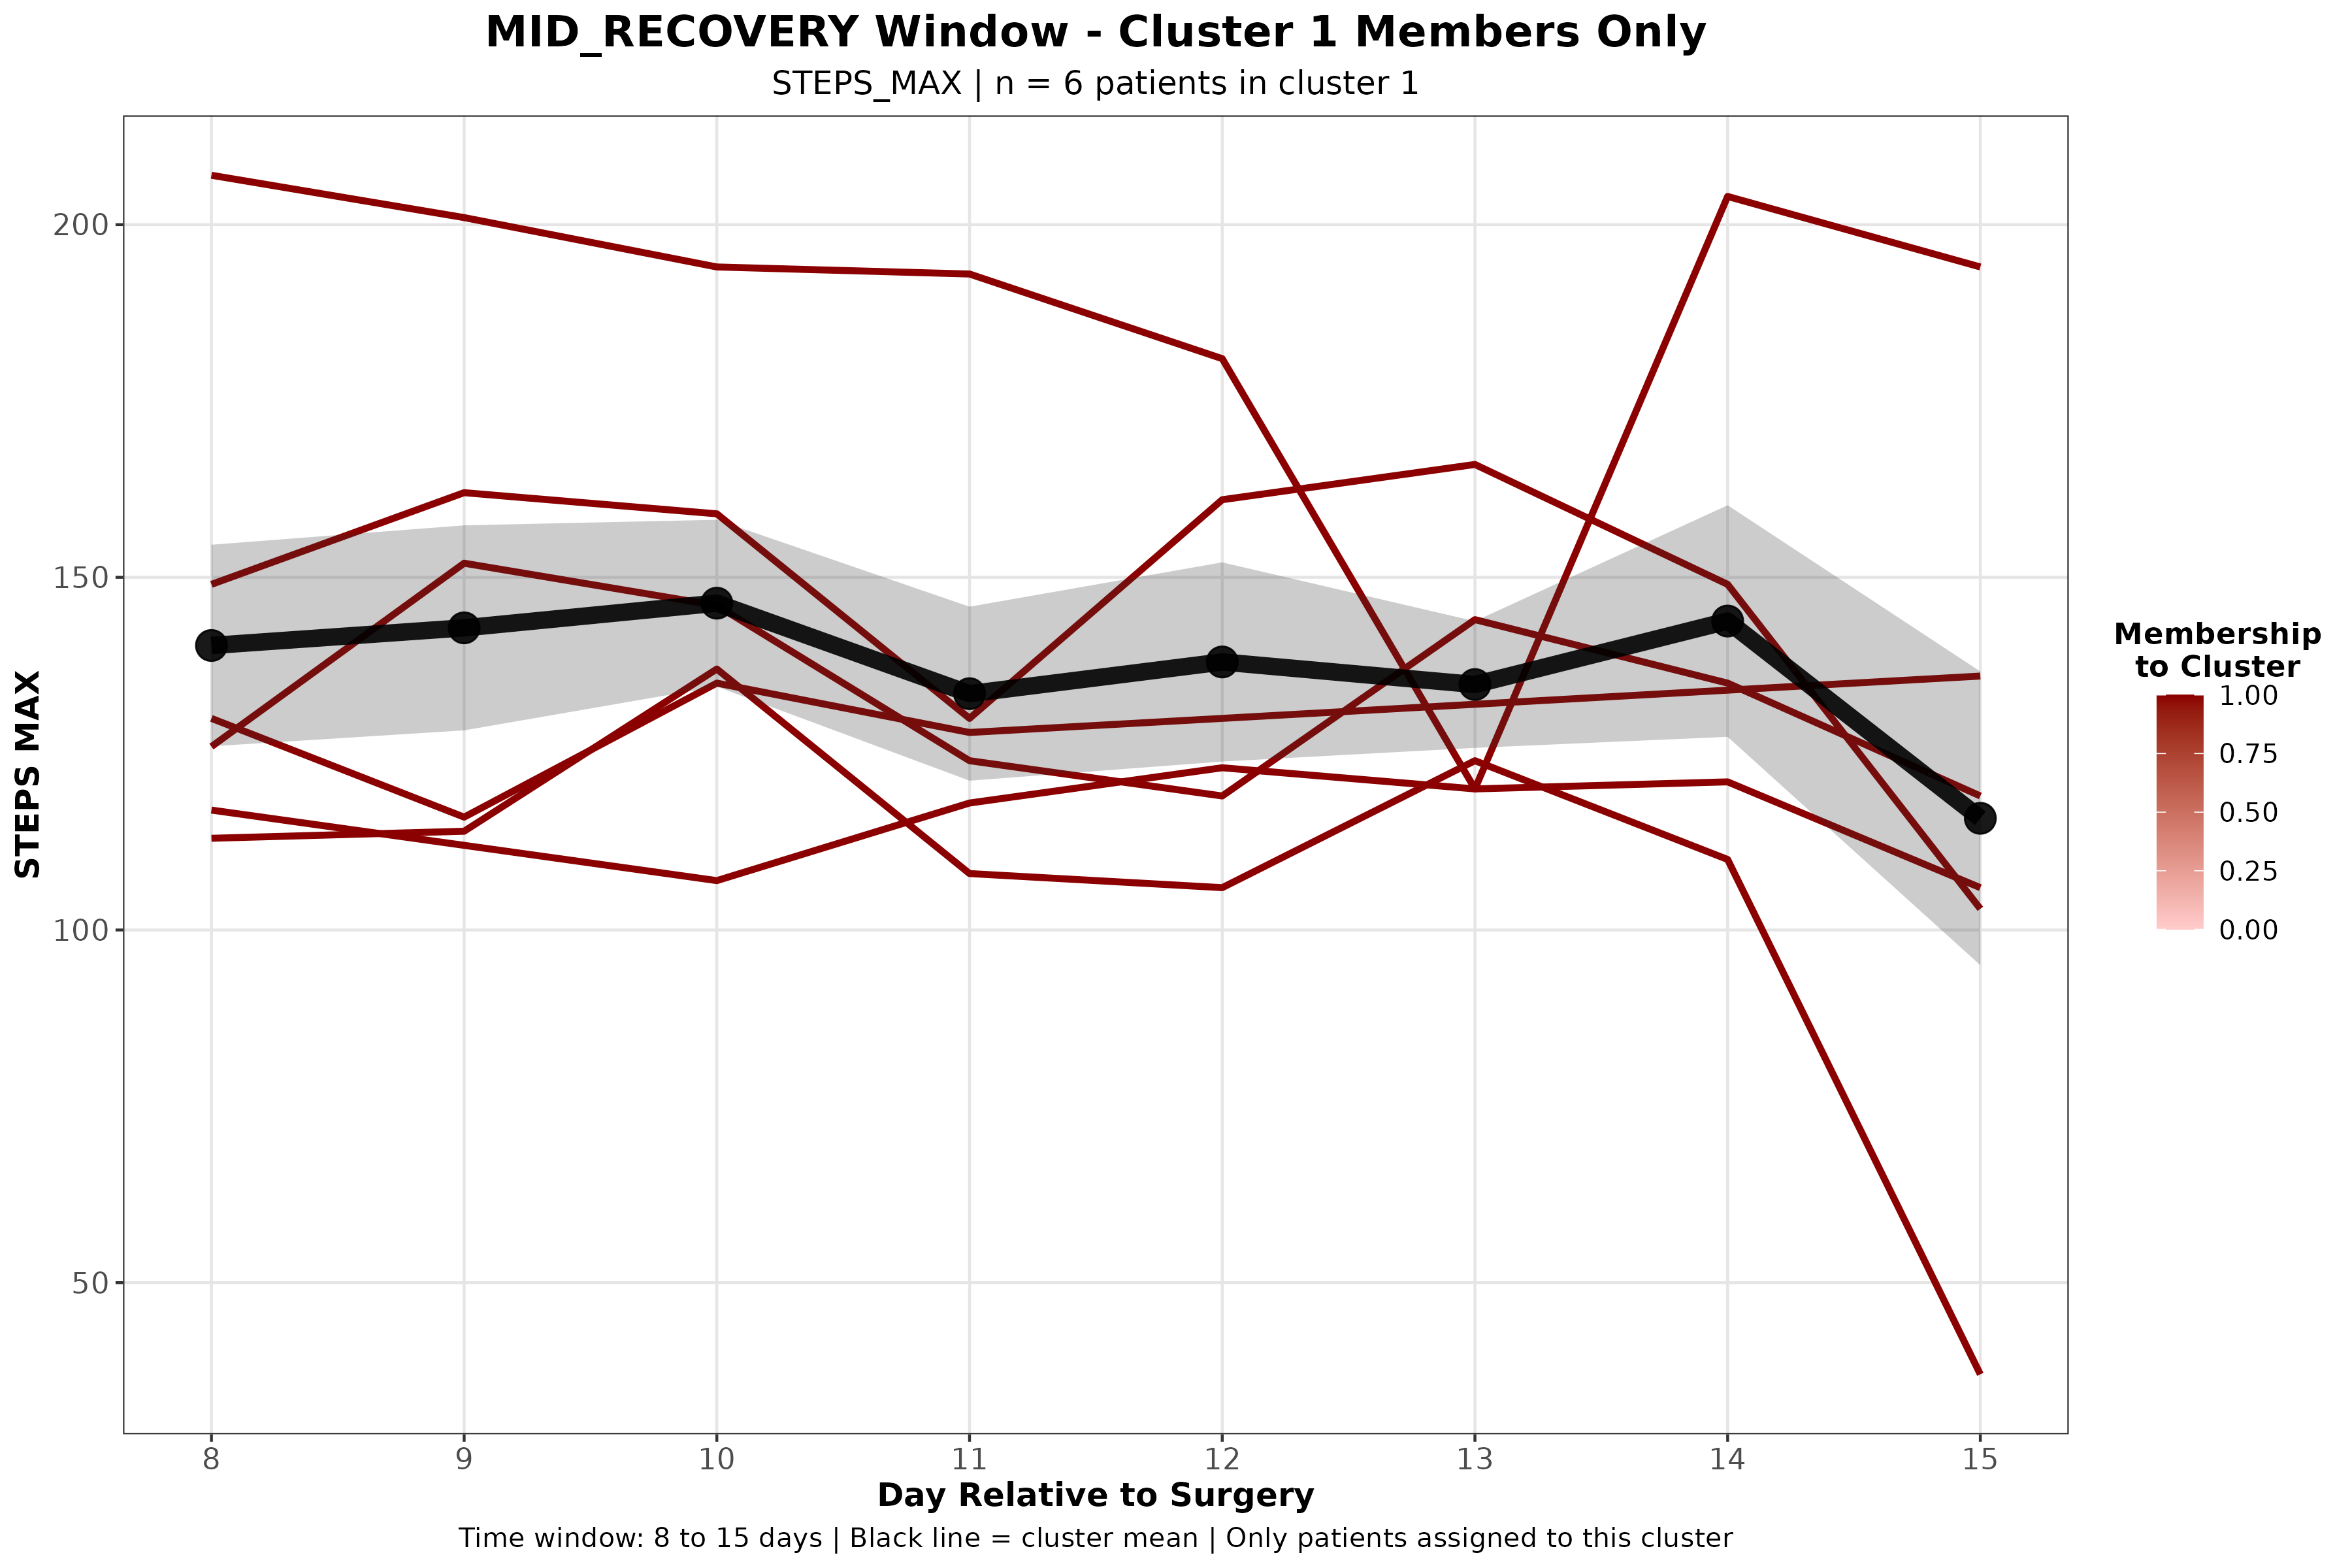 MID_RECOVERY Window - Cluster 1 Members Only
STEPS_MAX | n = 6 patients in cluster 1
STEPS MAX
200
150
100
50
8
9
10
11
12
13
14
15
Day Relative to Surgery
Time window: 8 to 15 days | Black line = cluster mean | Only patients assigned to this cluster
Membership
to Cluster
1.00
0.75
0.50
0.25
0.00